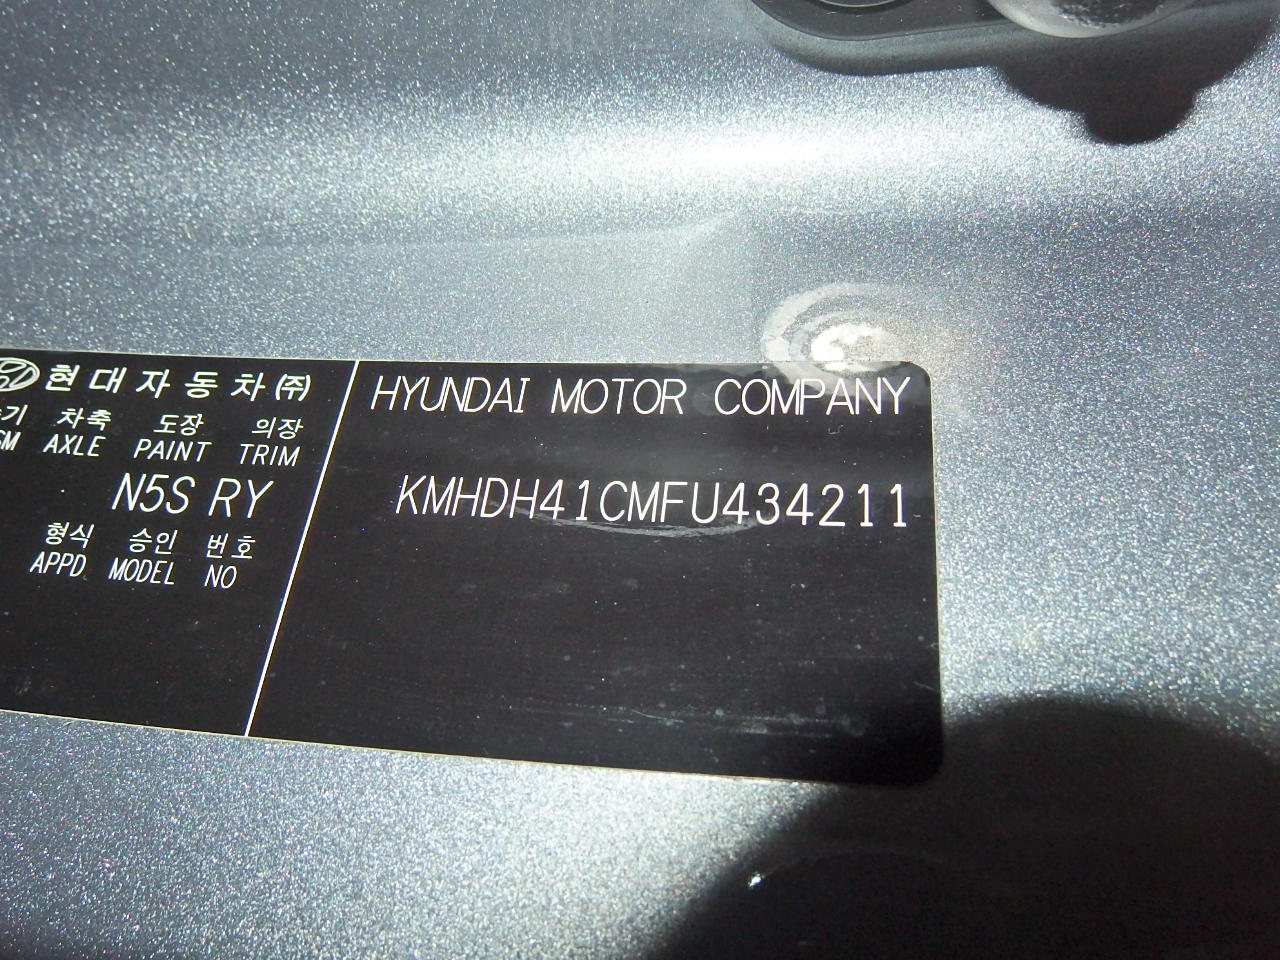 현대자동차(주)
기 차축 도장 의장
AXLE PAINT TRIM
N5S RY
형식 승인 번호
APPD MODEL NO
HYUNDAI MOTOR COMPANY
KMHDH41CMFU434211